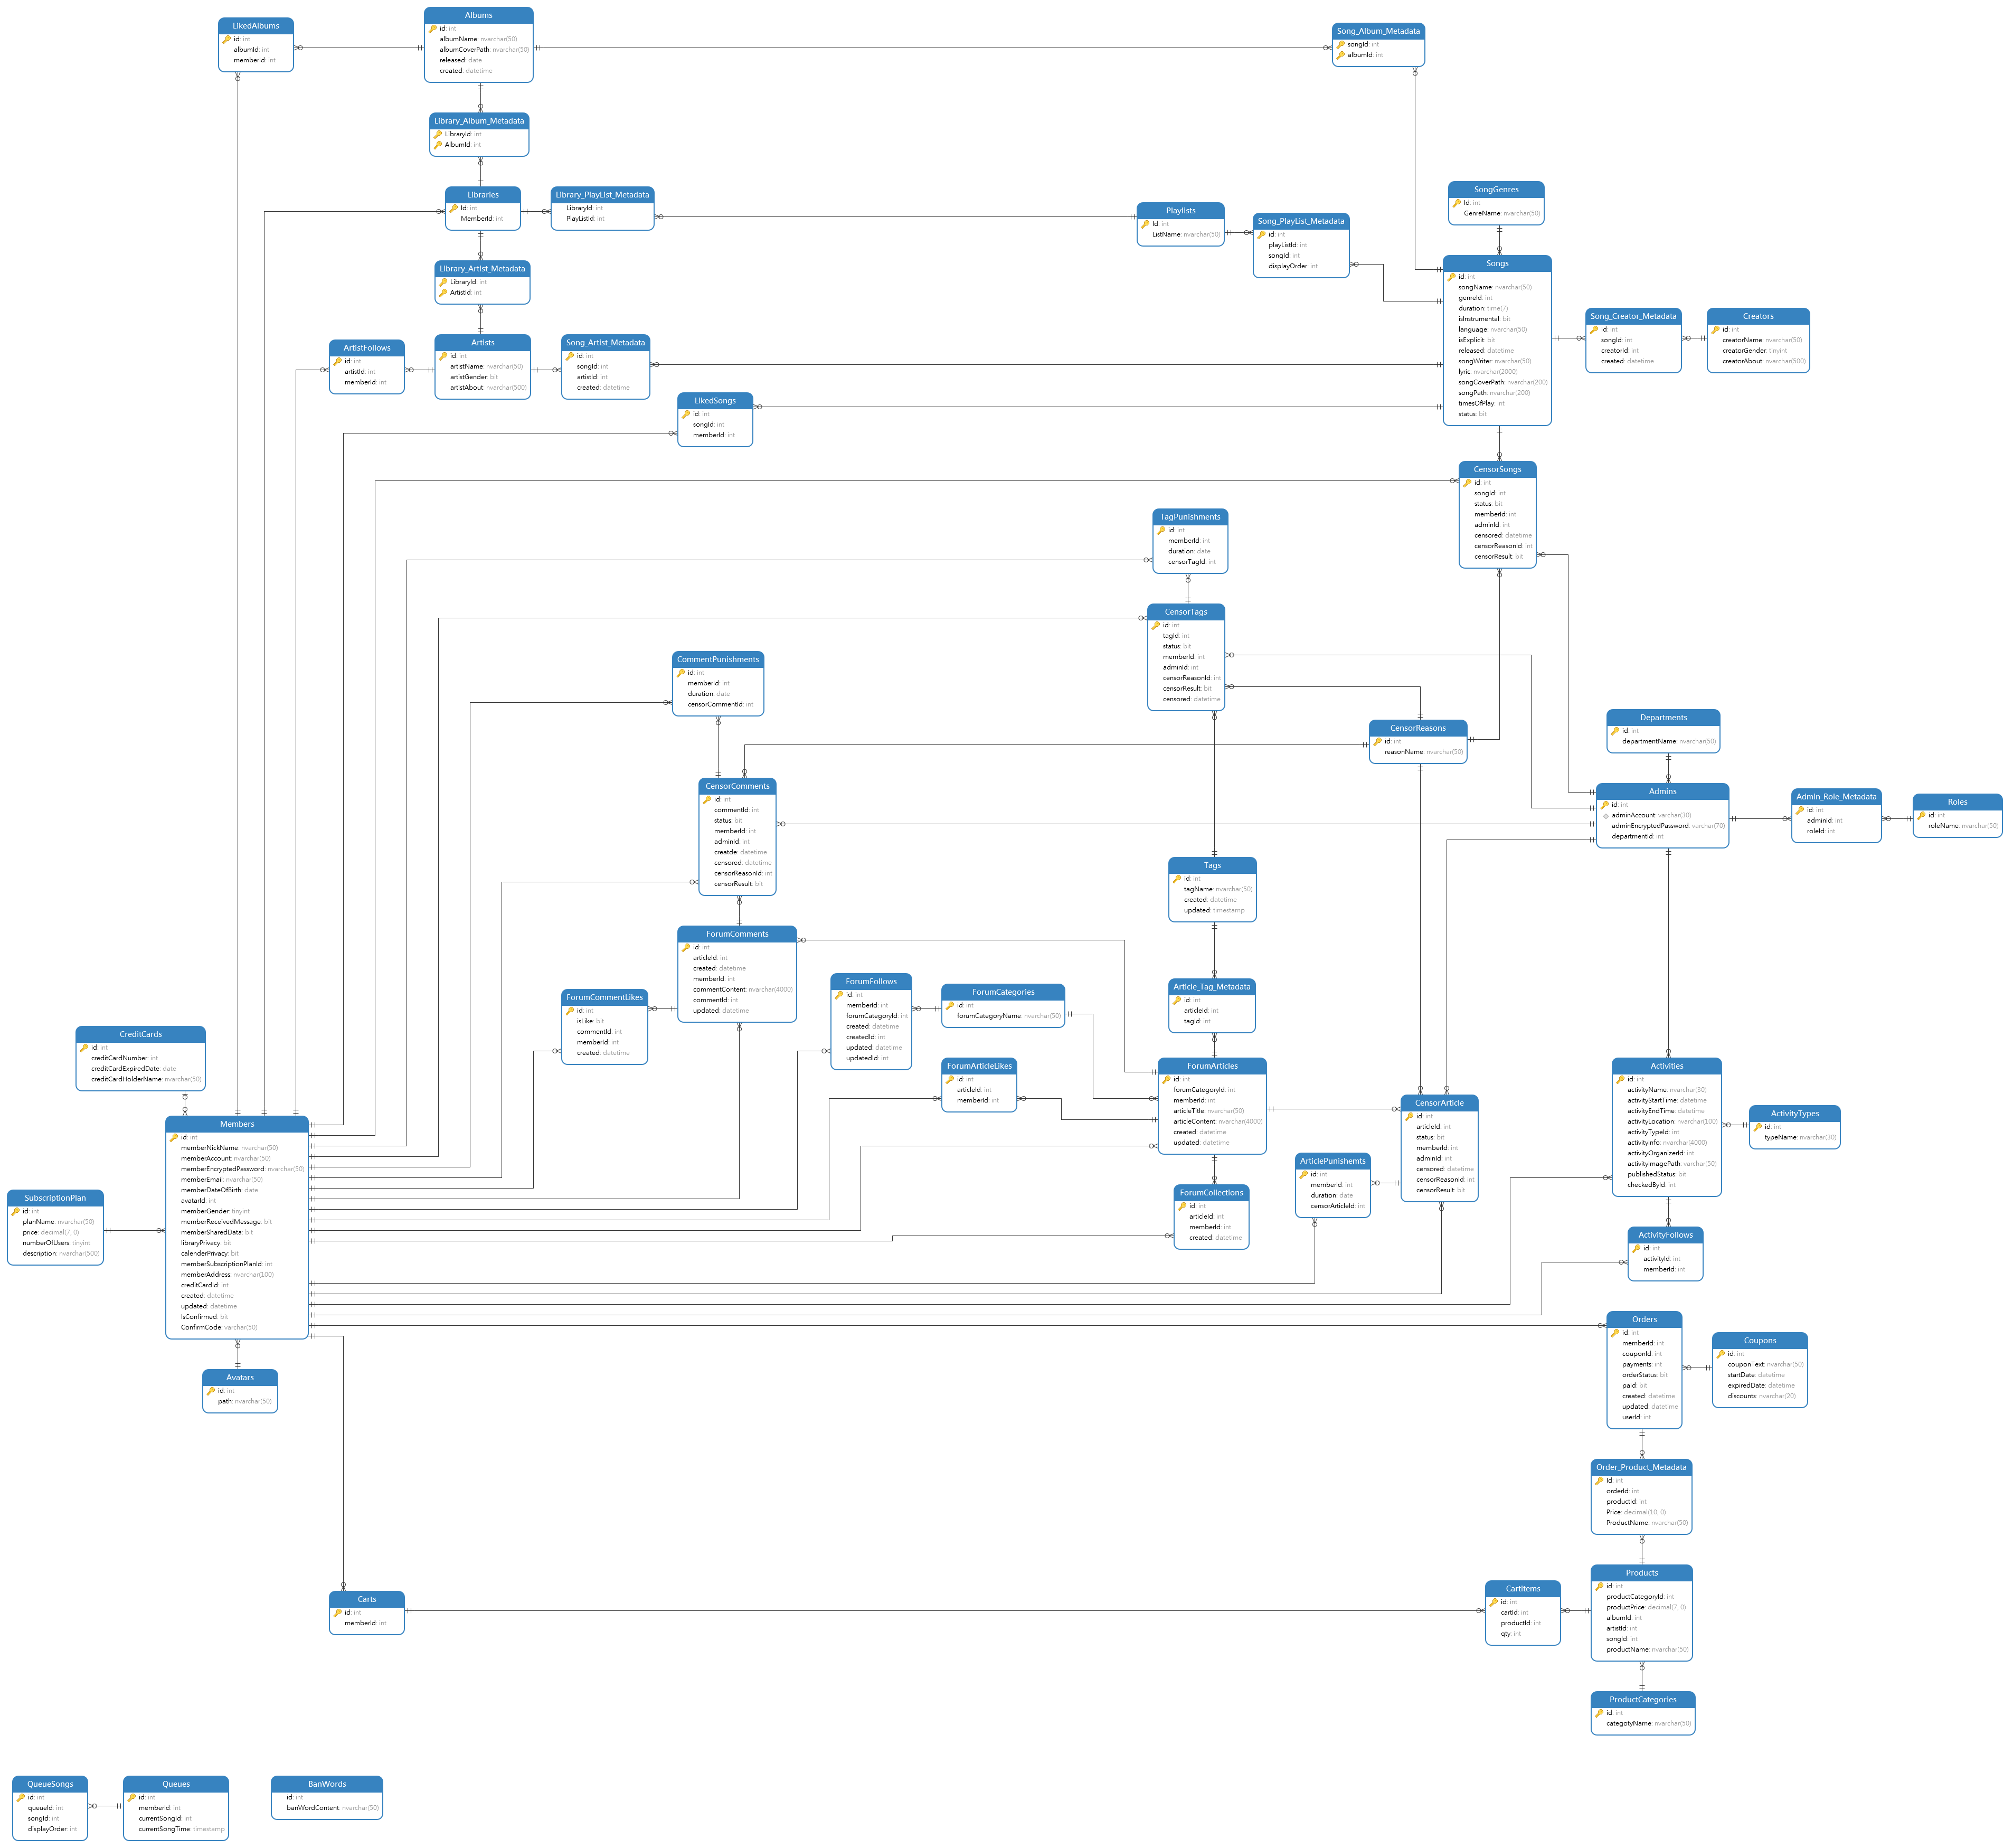 LikedAlbums
id: int
albumId: int
memberId: int
Albums
id: int
albumName: nvarchar(50)
albumCoverPath: nvarchar(50)
released: date
created: datetime
Song_Album_Metadata
songId: int
albumId: int
Library_Album_Metadata
LibraryId: int
AlbumId: int
Libraries
Id: int
MemberId: int
Library_PlayList_Metadata
LibraryId: int
PlayListId: int
Playlists
Id: int
ListName: nvarchar(50)
Song_PlayList_Metadata
id: int
playListId: int
songId: int
displayOrder: int
SongGenres
Id: int
GenreName: nvarchar(50)
Songs
id: int
songName: nvarchar(50)
genreId: int
duration: time(7)
isInstrumental: bit
language: nvarchar(50)
isExplicit: bit
released: datetime
songWriter: nvarchar(50)
lyric: nvarchar(2000)
songCoverPath: nvarchar(200)
songPath: nvarchar(200)
timesOfPlay: int
status: bit
Song_Creator_Metadata
id: int
songId: int
creatorId: int
created: datetime
Creators
id: int
creatorName: nvarchar(50)
creatorGender: tinyint
creatorAbout: nvarchar(500)
Library_Artist_Metadata
LibraryId: int
ArtistId: int
ArtistFollows
id: int
artistId: int
memberId: int
Artists
id: int
artistName: nvarchar(50)
artistGender: bit
artistAbout: nvarchar(500)
Song_Artist_Metadata
id: int
songId: int
artistId: int
created: datetime
LikedSongs
id: int
songId: int
memberId: int
CensorSongs
id: int
songId: int
status: bit
memberId: int
adminId: int
censored: datetime
censorReasonId: int
censorResult: bit
TagPunishments
id: int
memberId: int
duration: date
censorTagId: int
CensorTags
id: int
tagId: int
status: bit
memberId: int
adminId: int
censorReasonId: int
censorResult: bit
censored: datetime
CommentPunishments
id: int
memberId: int
duration: date
censorCommentId: int
CensorReasons
id: int
reasonName: nvarchar(50)
Departments
id: int
departmentName: nvarchar(50)
CensorComments
id: int
commentId: int
status: bit
memberId: int
adminId: int
creatde: datetime
censored: datetime
censorReasonId: int
censorResult: bit
Admins
id: int
adminAccount: varchar(30)
adminEncryptedPassword: varchar(70)
departmentId: int
Admin_Role_Metadata
id: int
adminId: int
roleId: int
Roles
id: int
roleName: nvarchar(50)
Tags
id: int
tagName: nvarchar(50)
created: datetime
updated: timestamp
ForumComments
id: int
articleId: int
created: datetime
memberId: int
commentContent: nvarchar(4000)
commentId: int
updated: datetime
ForumCommentLikes
id: int
isLike: bit
commentId: int
memberId: int
created: datetime
ForumFollows
id: int
memberId: int
forumCategoryId: int
created: datetime
createdId: int
updated: datetime
updatedId: int
ForumCategories
id: int
forumCategoryName: nvarchar(50)
Article_Tag_Metadata
id: int
articleId: int
tagId: int
CreditCards
id: int
creditCardNumber: int
creditCardExpiredDate: date
creditCardHolderName: nvarchar(50)
ForumArticleLikes
id: int
articleId: int
memberId: int
ForumArticles
id: int
forumCategoryId: int
memberId: int
articleTitle: nvarchar(50)
articleContent: nvarchar(4000)
created: datetime
updated: datetime
CensorArticle
id: int
articleId: int
status: bit
memberId: int
adminId: int
censored: datetime
censorReasonId: int
censorResult: bit
Activities
id: int
activityName: nvarchar(30)
activityStartTime: datetime
activityEndTime: datetime
activityLocation: nvarchar(100)
activityTypeId: int
activityInfo: nvarchar(4000)
activityOrganizerId: int
activityImagePath: varchar(50)
publishedStatus: bit
checkedById: int
ActivityTypes
id: int
typeName: nvarchar(30)
Members
id: int
memberNickName: nvarchar(50)
memberAccount: nvarchar(50)
memberEncryptedPassword: nvarchar(50)
memberEmail: nvarchar(50)
memberDateOfBirth: date
avatarId: int
memberGender: tinyint
memberReceivedMessage: bit
memberSharedData: bit
libraryPrivacy: bit
calenderPrivacy: bit
memberSubscriptionPlanId: int
memberAddress: nvarchar(100)
creditCardId: int
created: datetime
updated: datetime
IsConfirmed: bit
ConfirmCode: varchar(50)
ArticlePunishemts
id: int
memberId: int
duration: date
censorArticleId: int
SubscriptionPlan
id: int
planName: nvarchar(50)
price: decimal(7, 0)
numberOfUsers: tinyint
description: nvarchar(500)
ForumCollections
id: int
articleId: int
memberId: int
created: datetime
ActivityFollows
id: int
activityId: int
memberId: int
Orders
id: int
memberId: int
couponId: int
payments: int
orderStatus: bit
paid: bit
created: datetime
updated: datetime
userId: int
Coupons
id: int
couponText: nvarchar(50)
startDate: datetime
expiredDate: datetime
discounts: nvarchar(20)
Avatars
id: int
path: nvarchar(50)
Order_Product_Metadata
Id: int
orderId: int
productId: int
Price: decimal(10, 0)
ProductName: nvarchar(50)
Carts
id: int
memberId: int
CartItems
id: int
cartId: int
productId: int
qty: int
Products
id: int
productCategoryId: int
productPrice: decimal(7, 0)
albumId: int
artistId: int
songId: int
productName: nvarchar(50)
ProductCategories
id: int
categotyName: nvarchar(50)
QueueSongs
id: int
queueId: int
songId: int
displayOrder: int
Queues
id: int
memberId: int
currentSongId: int
currentSongTime: timestamp
BanWords
id: int
banWordContent: nvarchar(50)